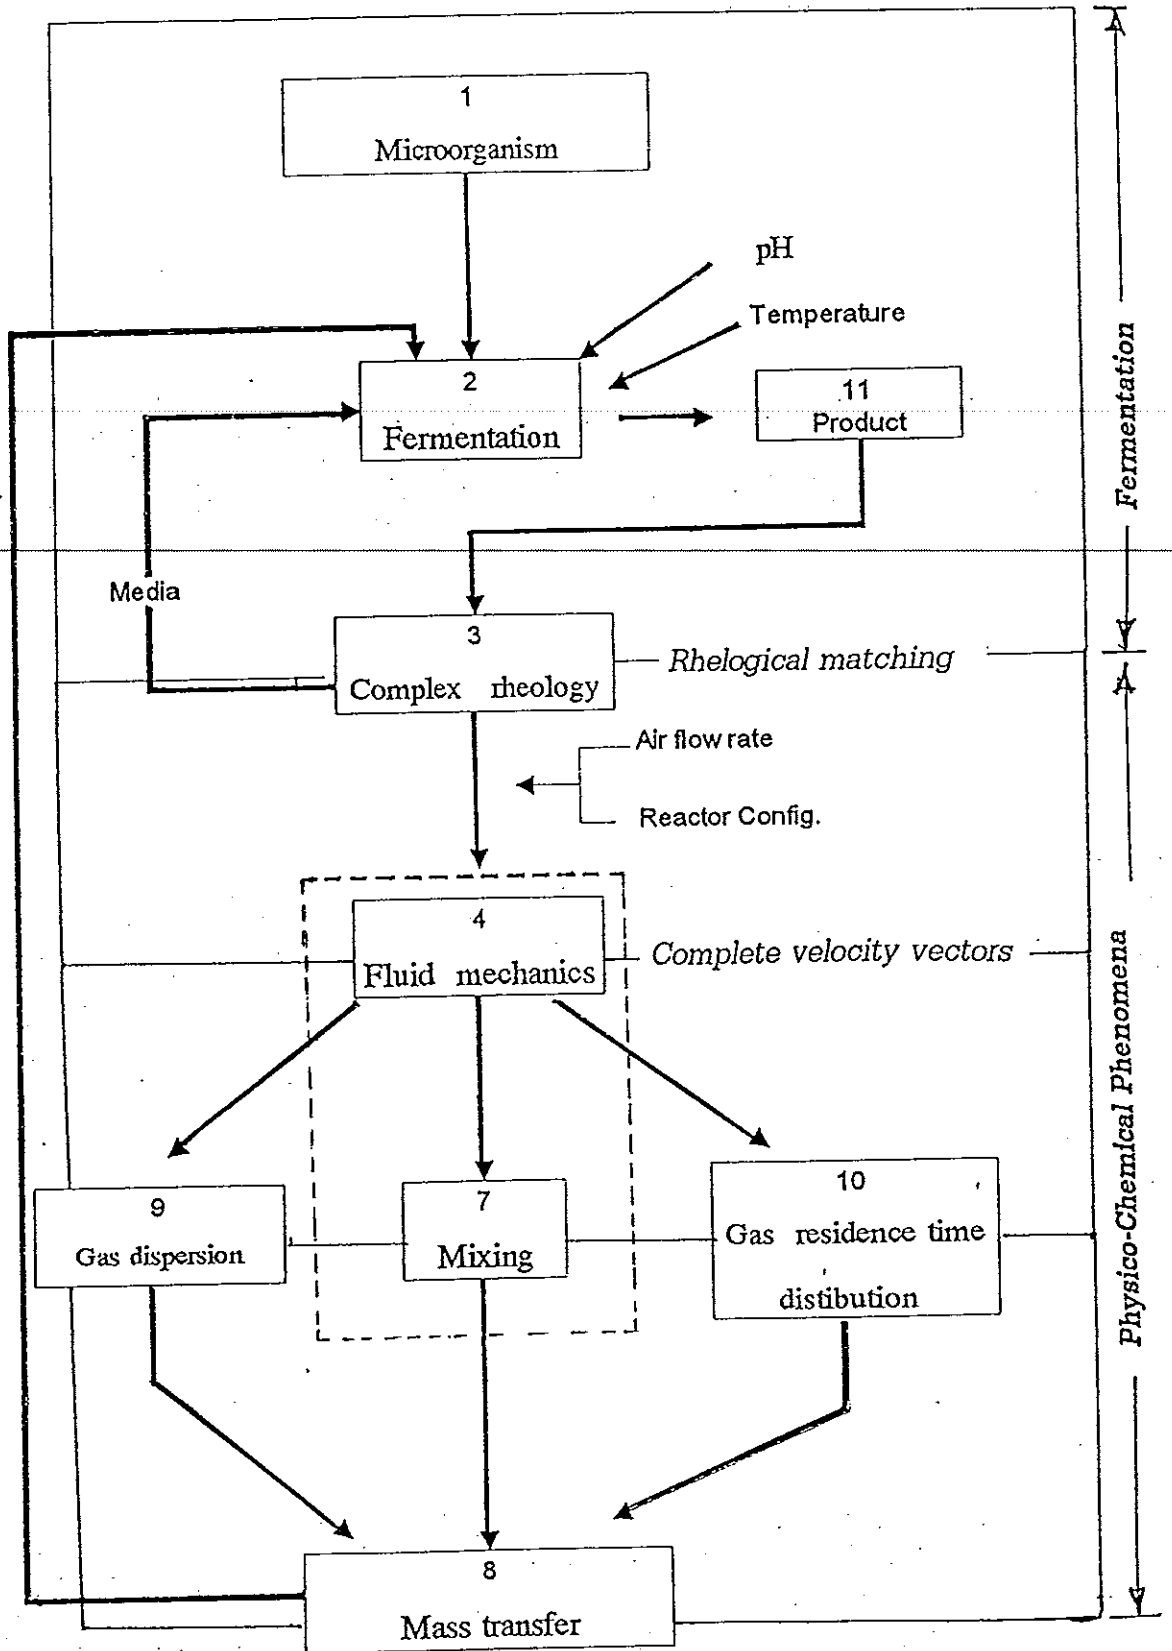 1
Microorganism
pH
Temperature
2
Fermentation
11
Product
Fermentation
Media
3
Complex rheology
Rhelogical matching
Air flow rate
Reactor Config.
4
Fluid mechanics
Complete velocity vectors
Physico-Chemical Phenomena
9
Gas dispersion
7
Mixing
10
Gas residence time
distibution
8
Mass transfer